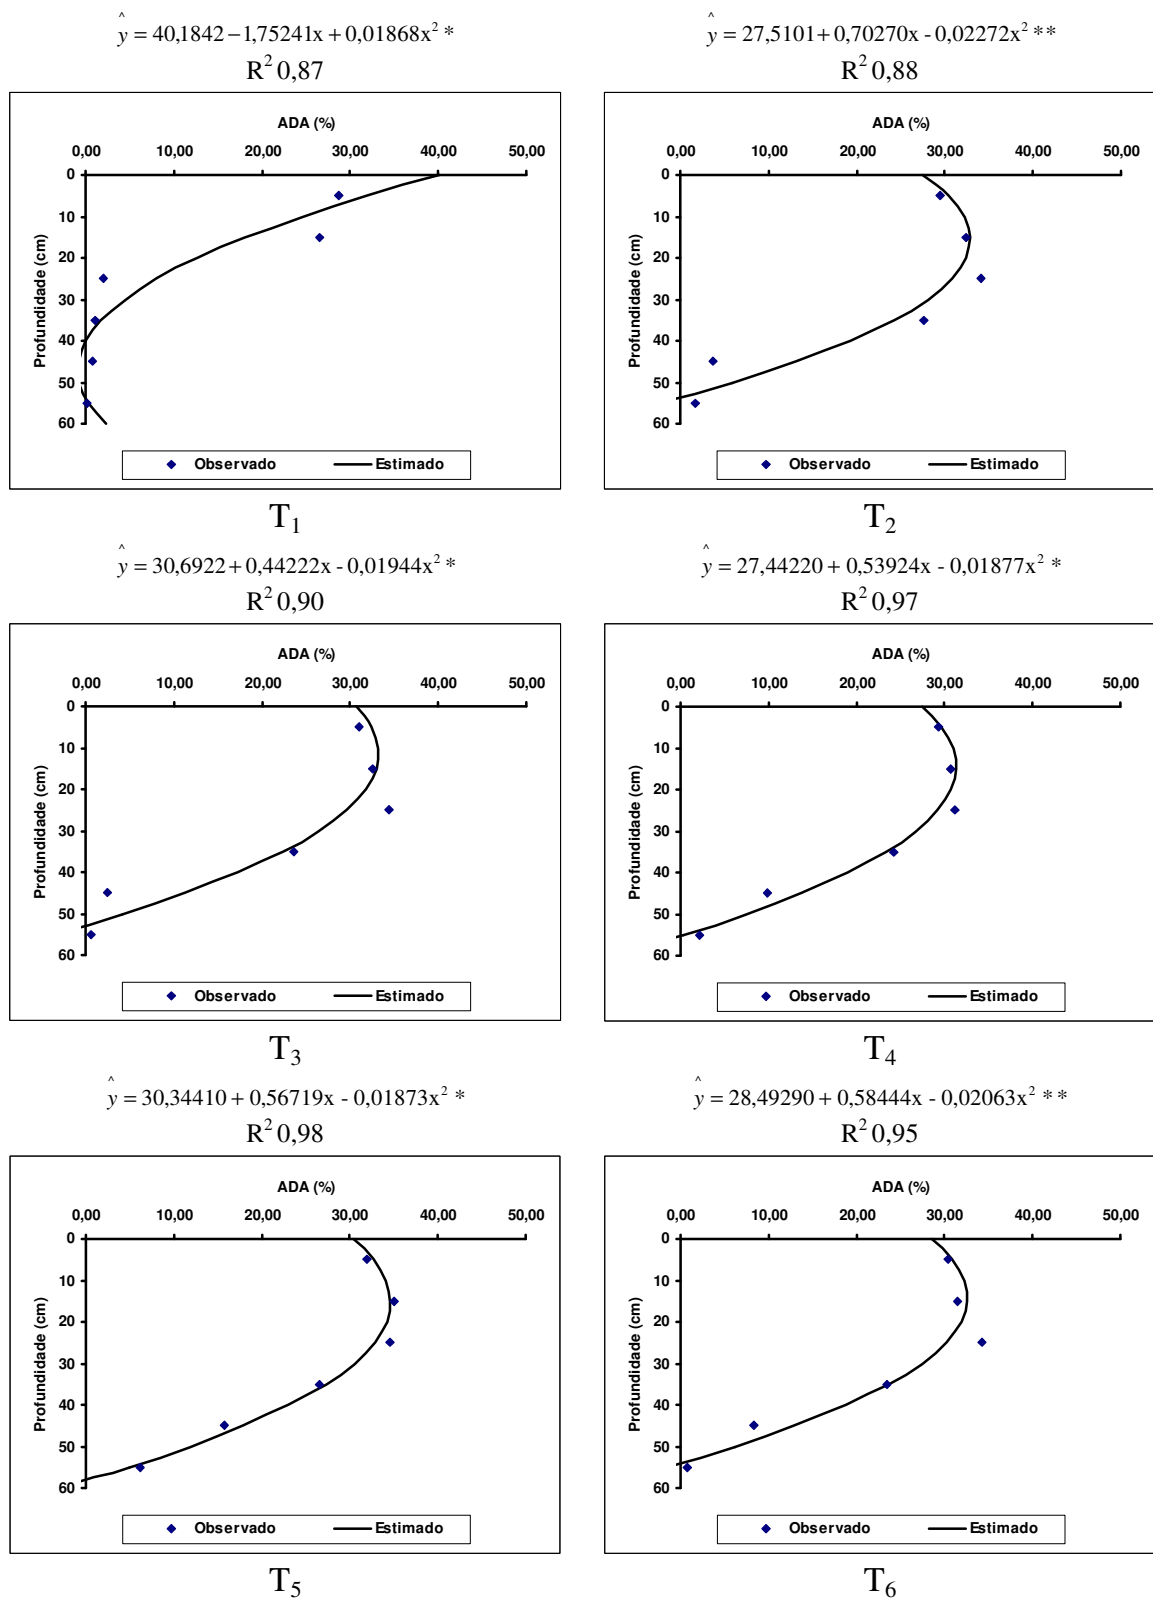 ^
y = 40,1842 – 1,75241x + 0,01868x² *
R² 0,87
ADA (%)
0,00 10,00 20,00 30,00 40,00 50,00
Profundidade (cm)
0
10
20
30
40
50
60
Observado Estimado
T₁
^
y = 27,5101 + 0,70270x - 0,02272x² **
R² 0,88
ADA (%)
0,00 10,00 20,00 30,00 40,00 50,00
Profundidade (cm)
0
10
20
30
40
50
60
Observado Estimado
T₂
^
y = 30,6922 + 0,44222x - 0,01944x² *
R² 0,90
ADA (%)
0,00 10,00 20,00 30,00 40,00 50,00
Profundidade (cm)
0
10
20
30
40
50
60
Observado Estimado
T₃
^
y = 27,44220 + 0,53924x - 0,01877x² *
R² 0,97
ADA (%)
0,00 10,00 20,00 30,00 40,00 50,00
Profundidade (cm)
0
10
20
30
40
50
60
Observado Estimado
T₄
^
y = 30,34410 + 0,56719x - 0,01873x² *
R² 0,98
ADA (%)
0,00 10,00 20,00 30,00 40,00 50,00
Profundidade (cm)
0
10
20
30
40
50
60
Observado Estimado
T₅
^
y = 28,49290 + 0,58444x - 0,02063x² **
R² 0,95
ADA (%)
0,00 10,00 20,00 30,00 40,00 50,00
Profundidade (cm)
0
10
20
30
40
50
60
Observado Estimado
T₆